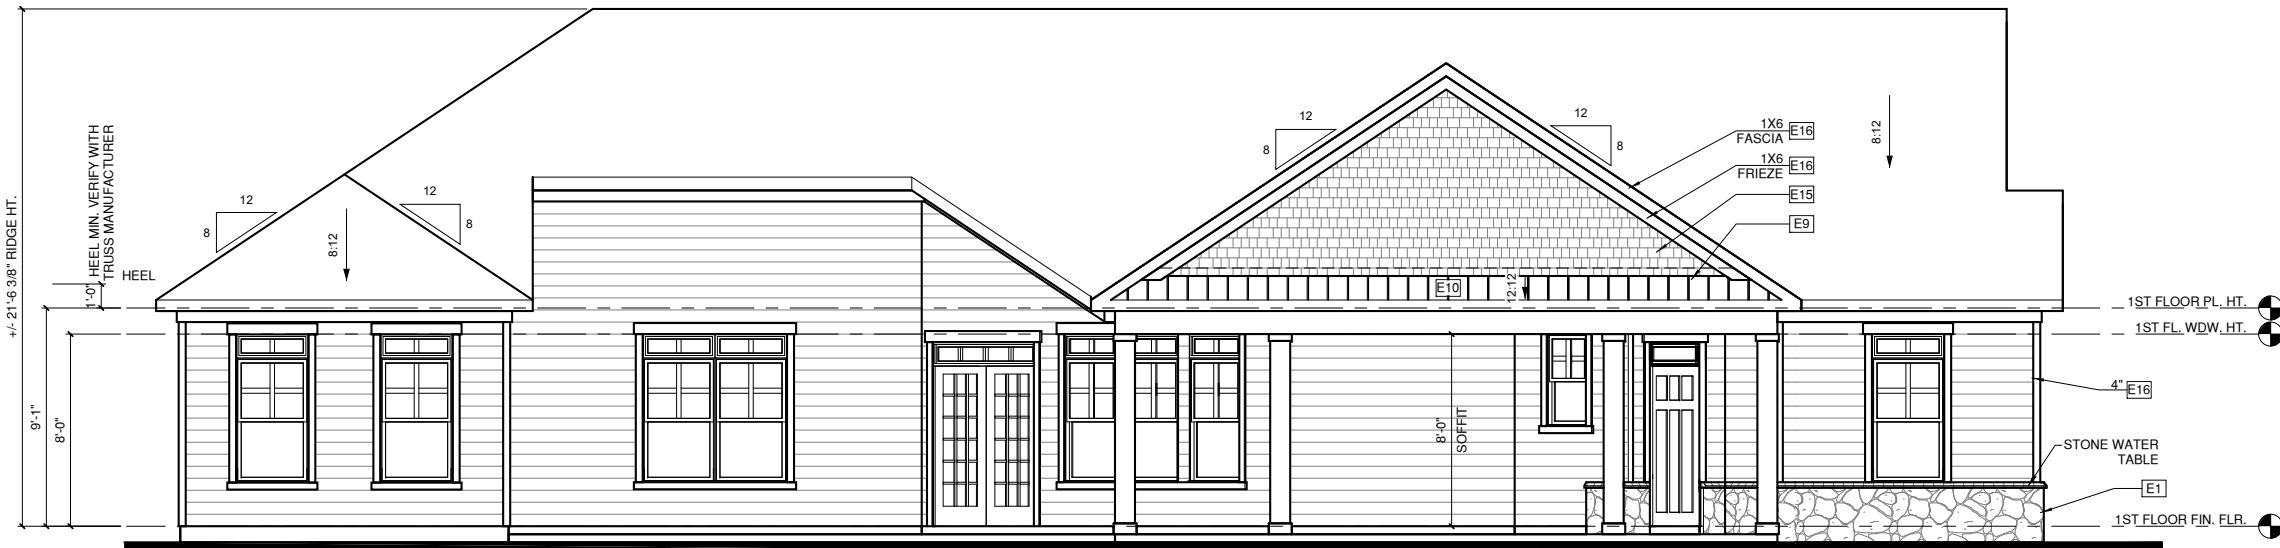 +/- 21'-6 3/8" RIDGE HT.
1'-0" HEEL MIN. VERIFY WITH
TRUSS MANUFACTURER
HEEL
9'-1"
8'-0"
12
8
8:12
12
8
12
8
12
8
1X6
FASCIA
E16
1X6
FRIEZE
E16
E15
E9
8:12
E10
12:12
8'-0"
SOFFIT
1ST FLOOR PL. HT.
1ST FL. WDW. HT.
4" E16
STONE WATER
TABLE
E1
1ST FLOOR FIN. FLR.